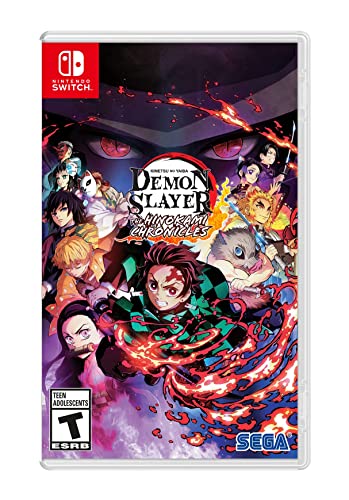 NINTENDO
SWITCH
KIMETSU NO YAIBA
DEMON
SLAYER
THE HINOKAMI
CHRONICLES
TEEN
ADOLESCENTS
T
ESRB
SEGA